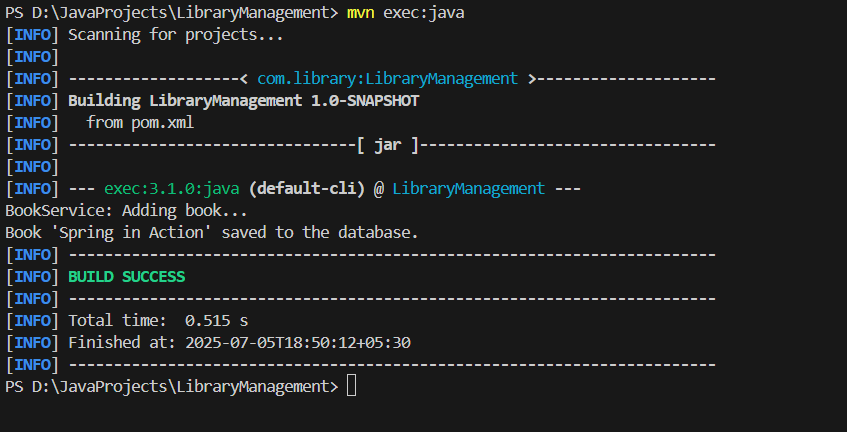 PS D:\JavaProjects\LibraryManagement> mvn exec:java
[INFO] Scanning for projects...
[INFO]
[INFO] -------------------< com.library:LibraryManagement >--------------------
[INFO] Building LibraryManagement 1.0-SNAPSHOT
[INFO]   from pom.xml
[INFO] --------------------------------[ jar ]---------------------------------
[INFO]
[INFO] --- exec:3.1.0:java (default-cli) @ LibraryManagement ---
BookService: Adding book...
Book 'Spring in Action' saved to the database.
[INFO] ------------------------------------------------------------------------
[INFO] BUILD SUCCESS
[INFO] ------------------------------------------------------------------------
[INFO] Total time:  0.515 s
[INFO] Finished at: 2025-07-05T18:50:12+05:30
[INFO] ------------------------------------------------------------------------
PS D:\JavaProjects\LibraryManagement>